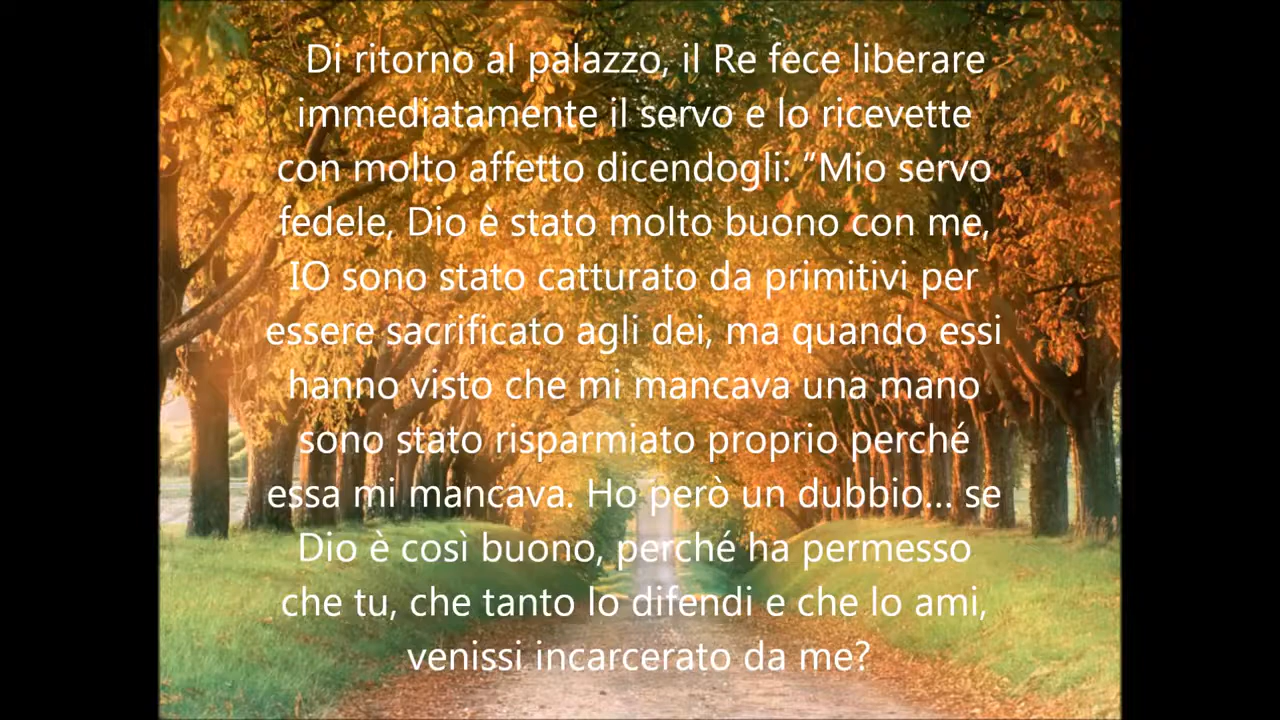 Di ritorno al palazzo, il Re fece liberare
immediatamente il servo e lo ricevette
con molto affetto dicendogli: “Mio servo
fedele, Dio è stato molto buono con me,
IO sono stato catturato da primitivi per
essere sacrificato agli dei, ma quando essi
hanno visto che mi mancava una mano
sono stato risparmiato proprio perché
essa mi mancava. Ho però un dubbio... se
Dio è così buono, perché ha permesso
che tu, che tanto lo difendi e che lo ami,
venissi incarcerato da me?